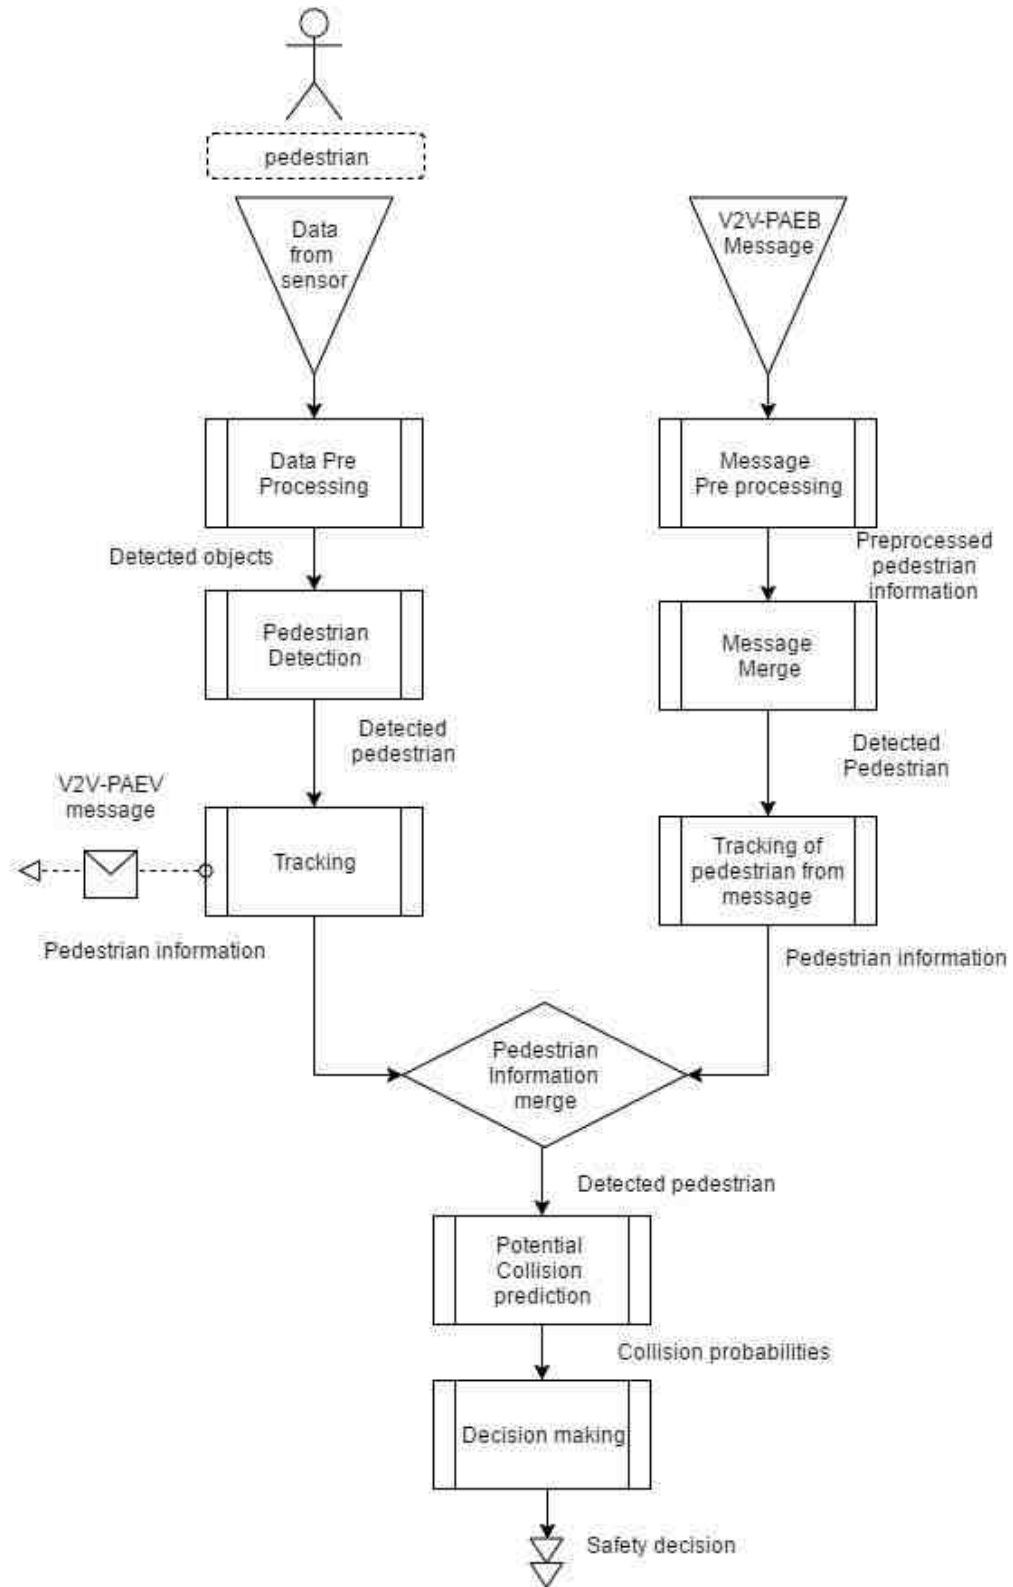 pedestrian
Data
from
sensor
V2V-PAEB
Message
Data Pre
Processing
Message
Pre processing
Detected objects
Preprocessed
pedestrian
information
Pedestrian
Detection
Message
Merge
Detected
pedestrian
Detected
Pedestrian
V2V-PAEV
message
Tracking
Tracking of
pedestrian from
message
Pedestrian information
Pedestrian information
Pedestrian
Information
merge
Detected pedestrian
Potential
Collision
prediction
Collision probabilities
Decision making
Safety decision